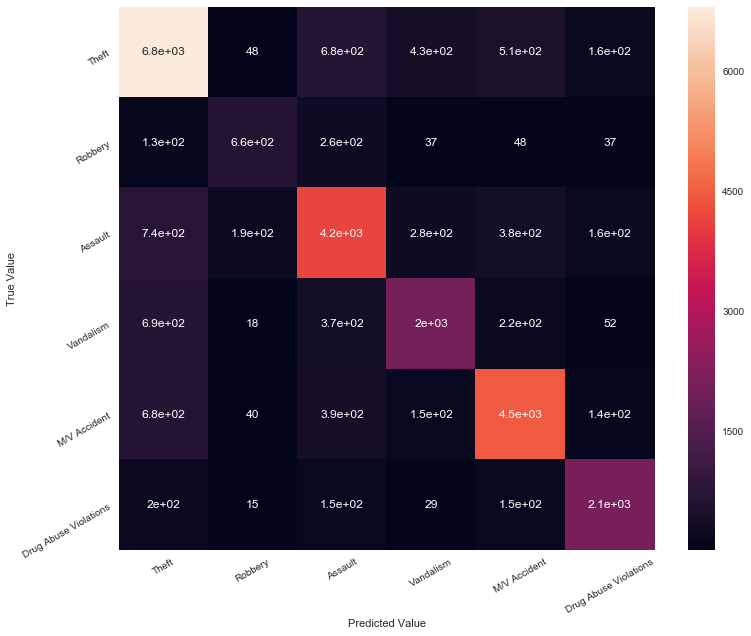 Theft 6.8e+03 48 6.8e+02 4.3e+02 5.1e+02 1.6e+02
6000
Robbery 1.3e+02 6.6e+02 2.6e+02 37 48 37
4500
Assault 7.4e+02 1.9e+02 4.2e+03 2.8e+02 3.8e+02 1.6e+02
True Value
3000
Vandalism 6.9e+02 18 3.7e+02 2e+03 2.2e+02 52
M/V Accident 6.8e+02 40 3.9e+02 1.5e+02 4.5e+03 1.4e+02
1500
Drug Abuse Violations 2e+02 15 1.5e+02 29 1.5e+02 2.1e+03
Theft Robbery Assault Vandalism M/V Accident Drug Abuse Violations
Predicted Value